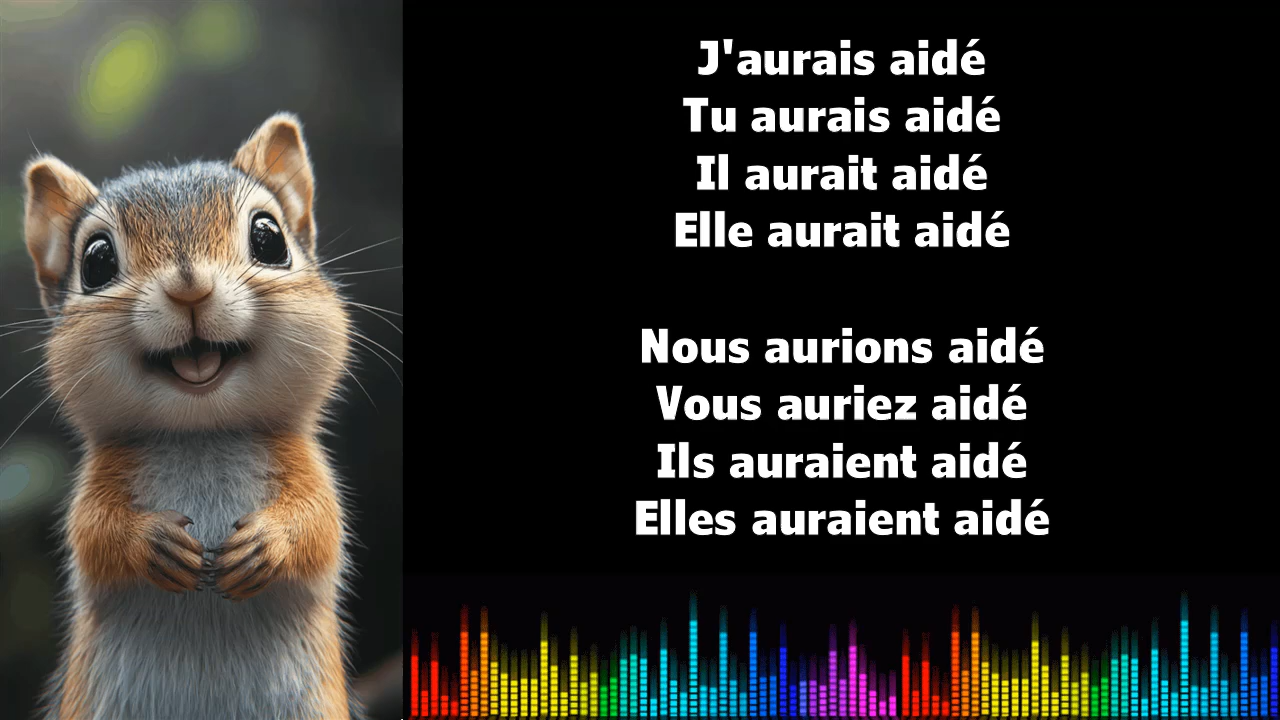 J'aurais aidé
Tu aurais aidé
Il aurait aidé
Elle aurait aidé
Nous aurions aidé
Vous auriez aidé
Ils auraient aidé
Elles auraient aidé